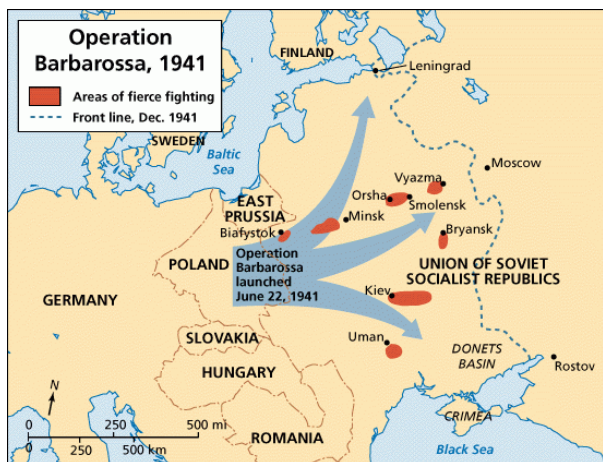 Operation
Barbarossa, 1941
Areas of fierce fighting
Front line, Dec. 1941
FINLAND
Leningrad
SWEDEN
Baltic
Sea
Moscow
Vyazma
Orsha
Smolensk
EAST
PRUSSIA
Minsk
Biafystok
Bryansk
POLAND
Operation
Barbarossa
launched
June 22, 1941
UNION OF SOVIET
SOCIALIST REPUBLICS
GERMANY
Kiev
SLOVAKIA
Uman
DONETS
BASIN
Rostov
HUNGARY
N
0 250 500 mi
0 250 500 km
CRIMEA
ROMANIA
Black Sea